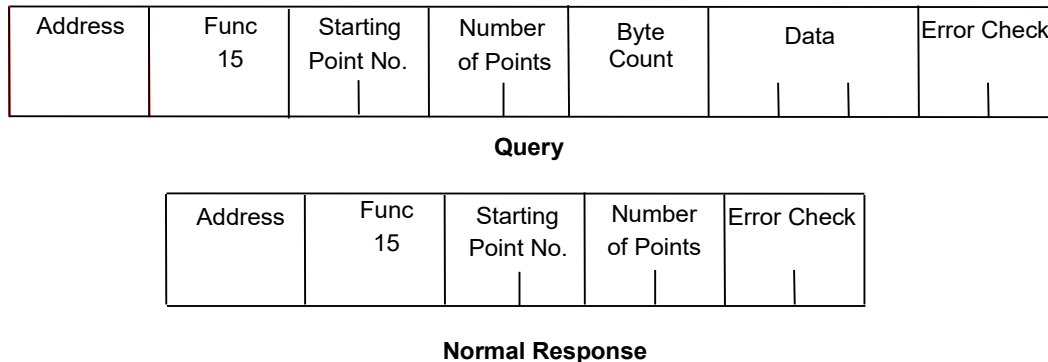 Address
Func
15
Starting
Point No.
Number
of Points
Byte
Count
Data
Error Check
Query
Address
Func
15
Starting
Point No.
Number
of Points
Error Check
Normal Response